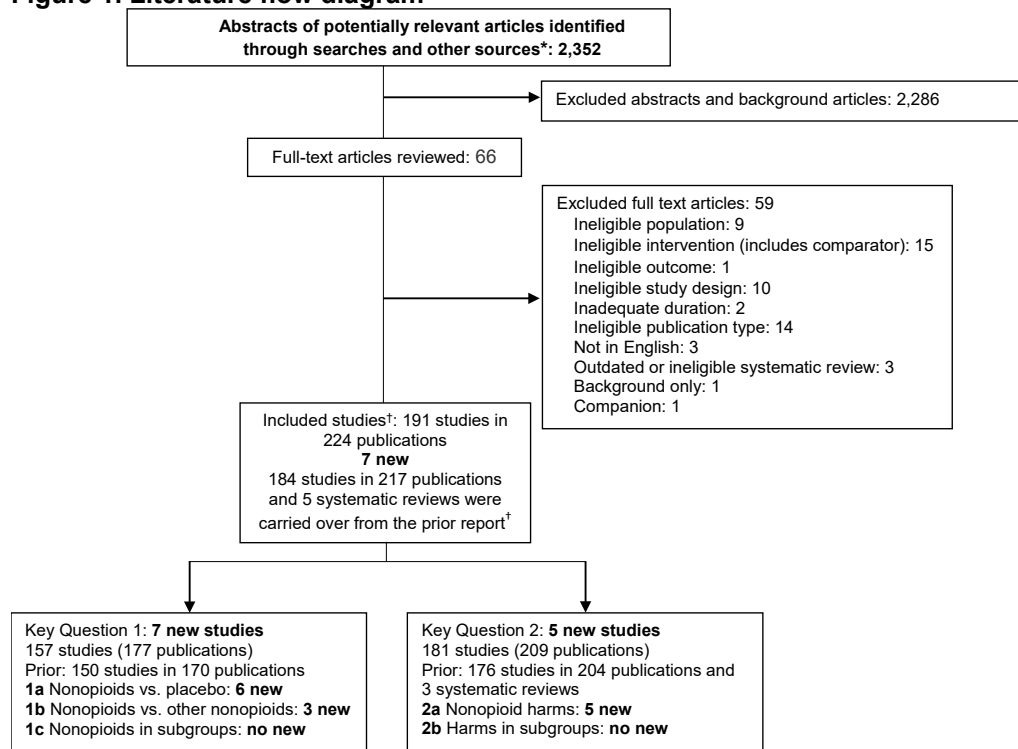 Abstracts of potentially relevant articles identified
through searches and other sources*: 2,352
Excluded abstracts and background articles: 2,286
Full-text articles reviewed: 66
Excluded full text articles: 59
Ineligible population: 9
Ineligible intervention (includes comparator): 15
Ineligible outcome: 1
Ineligible study design: 10
Inadequate duration: 2
Ineligible publication type: 14
Not in English: 3
Outdated or ineligible systematic review: 3
Background only: 1
Companion: 1
Included studies†: 191 studies in
224 publications
7 new
184 studies in 217 publications
and 5 systematic reviews were
carried over from the prior report†
Key Question 1: 7 new studies
157 studies (177 publications)
Prior: 150 studies in 170 publications
1a Nonopioids vs. placebo: 6 new
1b Nonopioids vs. other nonopioids: 3 new
1c Nonopioids in subgroups: no new
Key Question 2: 5 new studies
181 studies (209 publications)
Prior: 176 studies in 204 publications and
3 systematic reviews
2a Nonopioid harms: 5 new
2b Harms in subgroups: no new